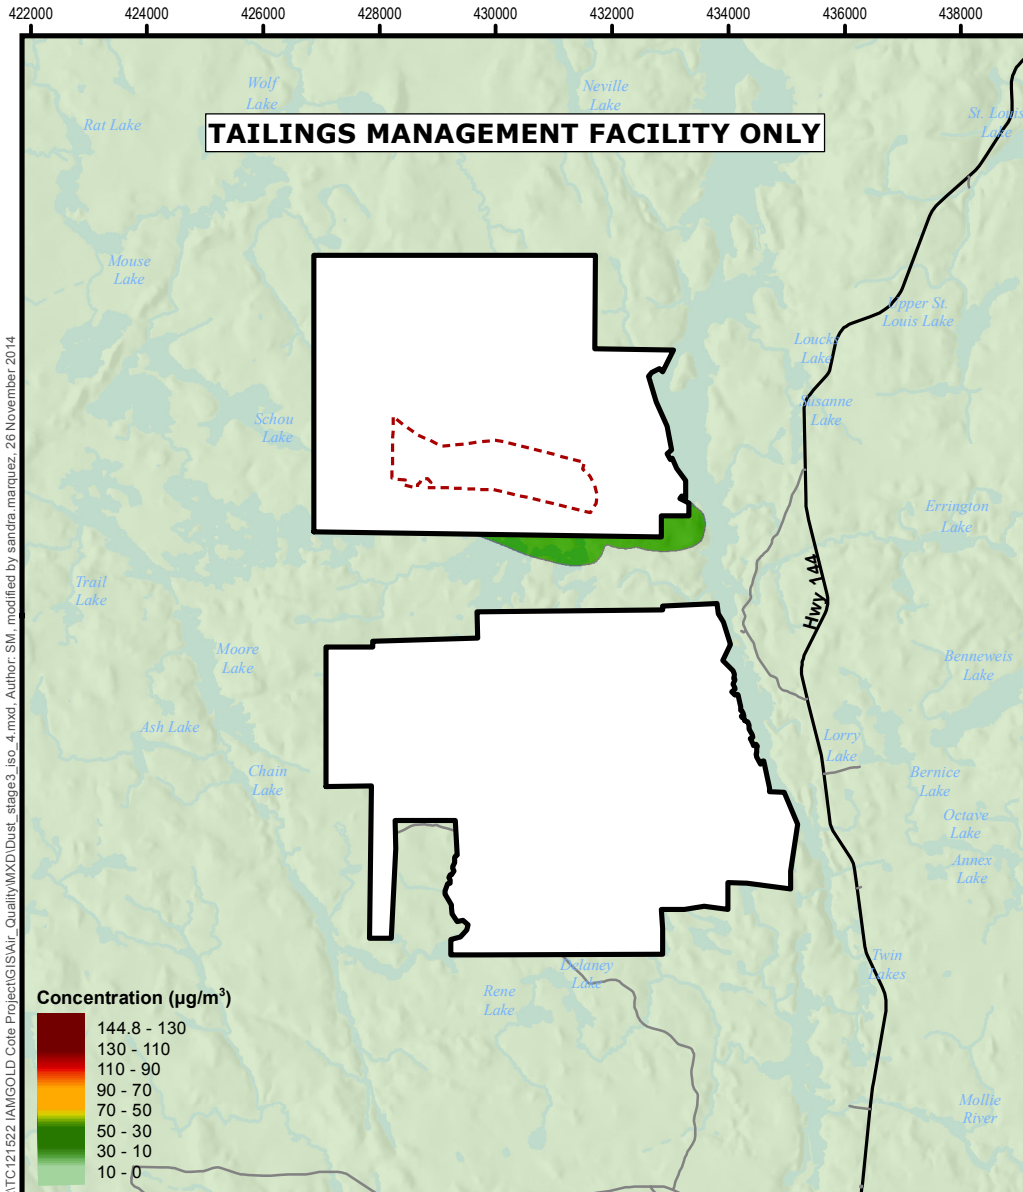 422000 424000 426000 428000 430000 432000 434000 436000 438000
Wolf
Lake
Neville
Lake
Rat Lake
St. Louis
Lake
TAILINGS MANAGEMENT FACILITY ONLY
Mouse
Lake
Upper St.
Louis Lake
Loucks
Lake
Susanne
Lake
Schou
Lake
Errington
Lake
Hwy 144
Trail
Lake
Moore
Lake
Benneweis
Lake
Ash Lake
Lorry
Lake
Chain
Lake
Bernice
Lake
Octave
Lake
Annex
Lake
Twin
Lakes
Delaney
Lake
Rene
Lake
Mollie
River
Concentration (µg/m³)
144.8 - 130
130 - 110
110 - 90
90 - 70
70 - 50
50 - 30
30 - 10
10 - 0
\TC121522 IAMGOLD Cote Project\GIS\Air_Quality\MXD\Dust_stage3_iso_4.mxd, Author: SM, modified by sandra.marquez, 26 November 2014